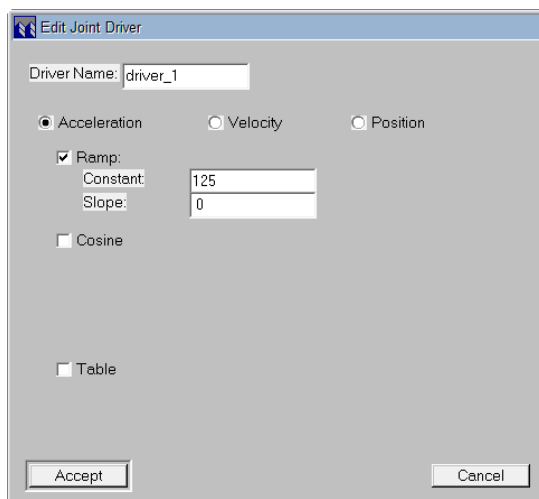 Edit Joint Driver
Driver Name: driver_1
Acceleration Velocity Position
Ramp:
Constant: 125
Slope: 0
Cosine
Table
Accept Cancel